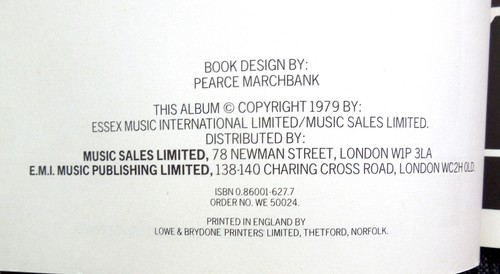 BOOK DESIGN BY:
PEARCE MARCHBANK
THIS ALBUM © COPYRIGHT 1979 BY:
ESSEX MUSIC INTERNATIONAL LIMITED/MUSIC SALES LIMITED.
DISTRIBUTED BY:
MUSIC SALES LIMITED, 78 NEWMAN STREET, LONDON W1P 3LA
E.M.I. MUSIC PUBLISHING LIMITED, 138-140 CHARING CROSS ROAD, LONDON WC2H 0LD.
ISBN 0.86001-627.7
ORDER NO. WE 50024.
PRINTED IN ENGLAND BY
LOWE & BRYDONE PRINTERS LIMITED, THETFORD, NORFOLK.